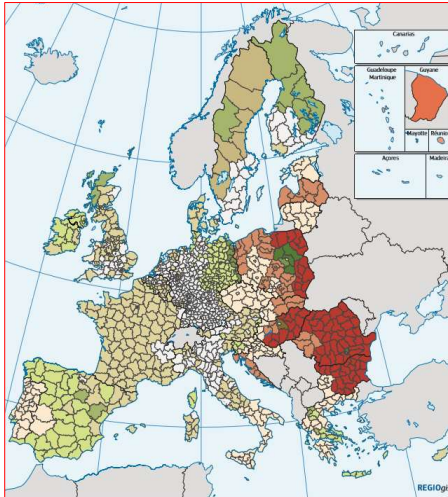 Canarias
Guadeloupe
Martinique
Guyane
Mayotte
Réunion
Açores
Madeira
REGIOgis